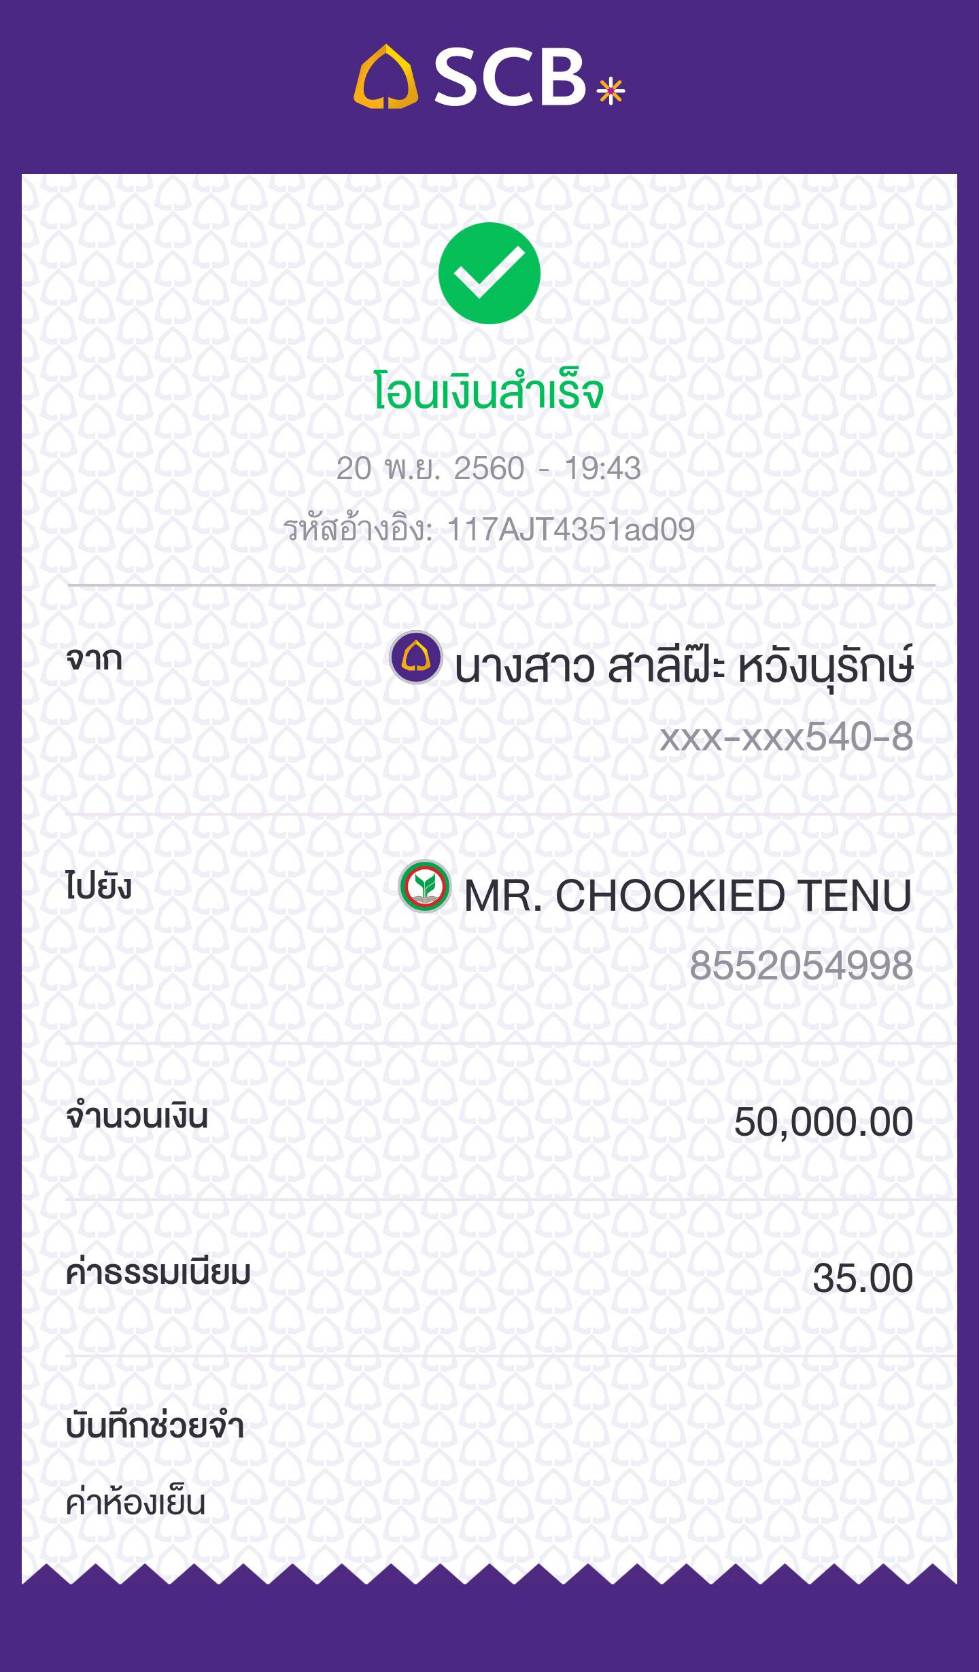 SCB
โอนเงินสำเร็จ
20 พ.ย. 2560 - 19:43
รหัสอ้างอิง: 117AJT4351ad09
จาก
นางสาว สาลีฝ๊ะ หวังนุรักษ์
xxx-xxx540-8
ไปยัง
MR. CHOOKIED TENU
8552054998
จำนวนเงิน
50,000.00
ค่าธรรมเนียม
35.00
บันทึกช่วยจำ
ค่าห้องเย็น